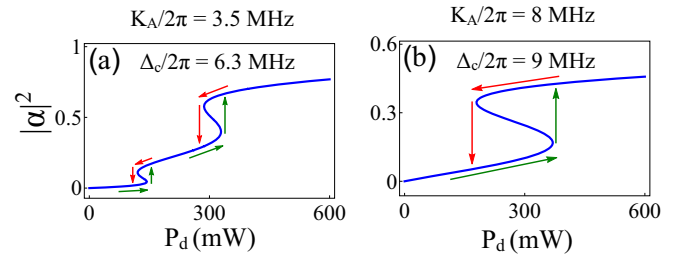 K_A/2π = 3.5 MHz
K_A/2π = 8 MHz
(a)
Δ_c/2π = 6.3 MHz
(b)
Δ_c/2π = 9 MHz
|α|²
1
0.5
0
0.6
0.3
0
0 300 600
0 300 600
P_d (mW)
P_d (mW)